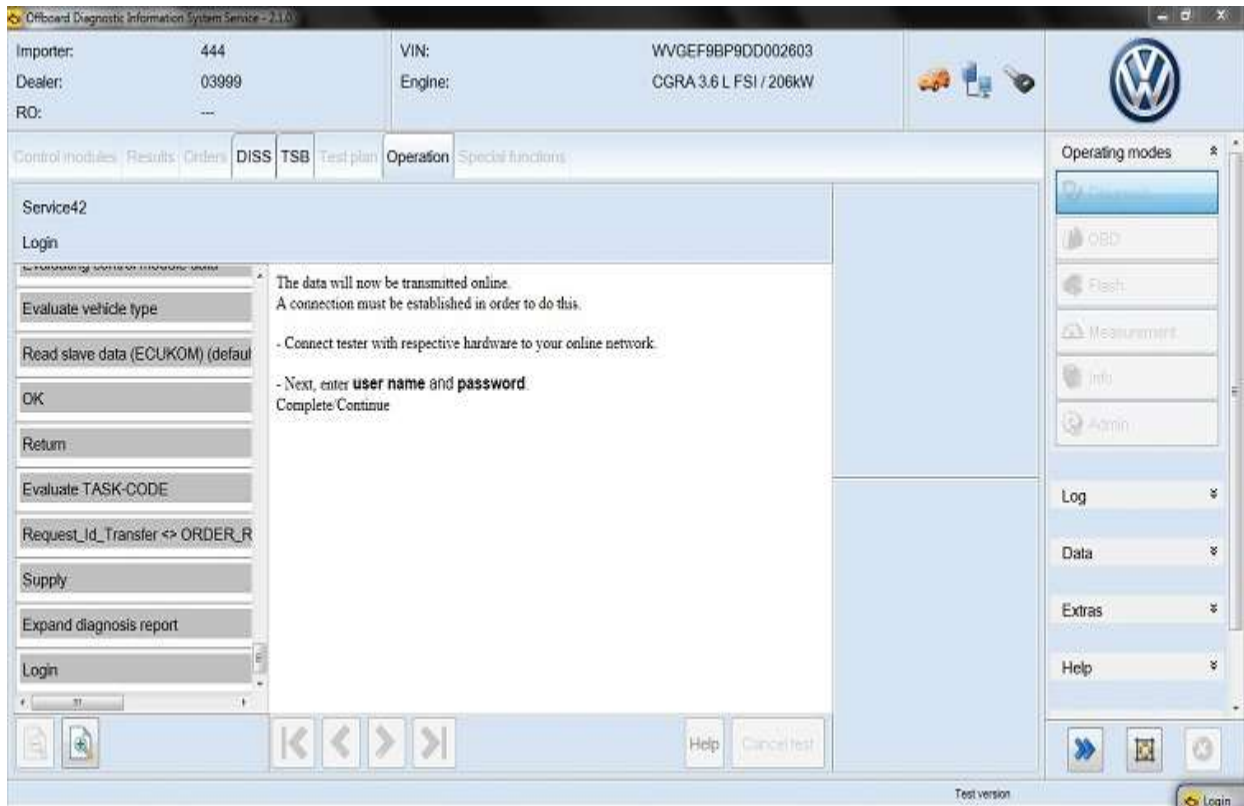 Offboard Diagnostic Information System Service - 2.1.0
Importer: 444 VIN: WVGEF9BP9DD002603
Dealer: 03999 Engine: CGRA 3.6 L FSI / 206kW
RO: ---
Control modules Results Orders DISS TSB Test plan Operation Special functions
Service42
Login
Evaluating control module data
Evaluate vehicle type
Read slave data (ECUKOM) (defaul
OK
Return
Evaluate TASK-CODE
Request_Id_Transfer <> ORDER_R
Supply
Expand diagnosis report
Login
The data will now be transmitted online.
A connection must be established in order to do this.
- Connect tester with respective hardware to your online network.
- Next, enter user name and password.
Complete/Continue
Help Cancel test
Operating modes
OBD
Flash
Measurement
Info
Admin
Log
Data
Extras
Help
Test version
Login